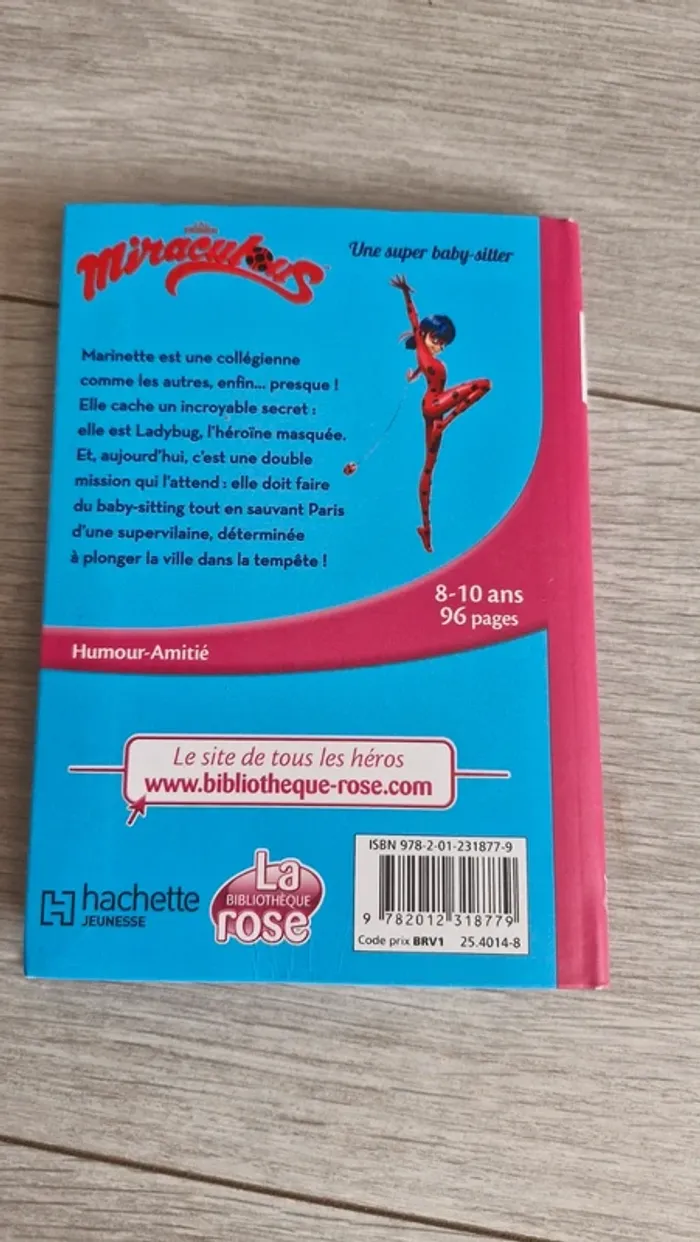 Miraculous
Une super baby-sitter
Marinette est une collégienne
comme les autres, enfin... presque !
Elle cache un incroyable secret :
elle est Ladybug, l'héroïne masquée.
Et, aujourd'hui, c'est une double
mission qui l'attend : elle doit faire
du baby-sitting tout en sauvant Paris
d'une supervilaine, déterminée
à plonger la ville dans la tempête !
8-10 ans
96 pages
Humour-Amitié
Le site de tous les héros
www.bibliotheque-rose.com
hachette
JEUNESSE
La
BIBLIOTHÈQUE
rose
ISBN 978-2-01-231877-9
9 782012 318779
Code prix BRV1 25.4014-8